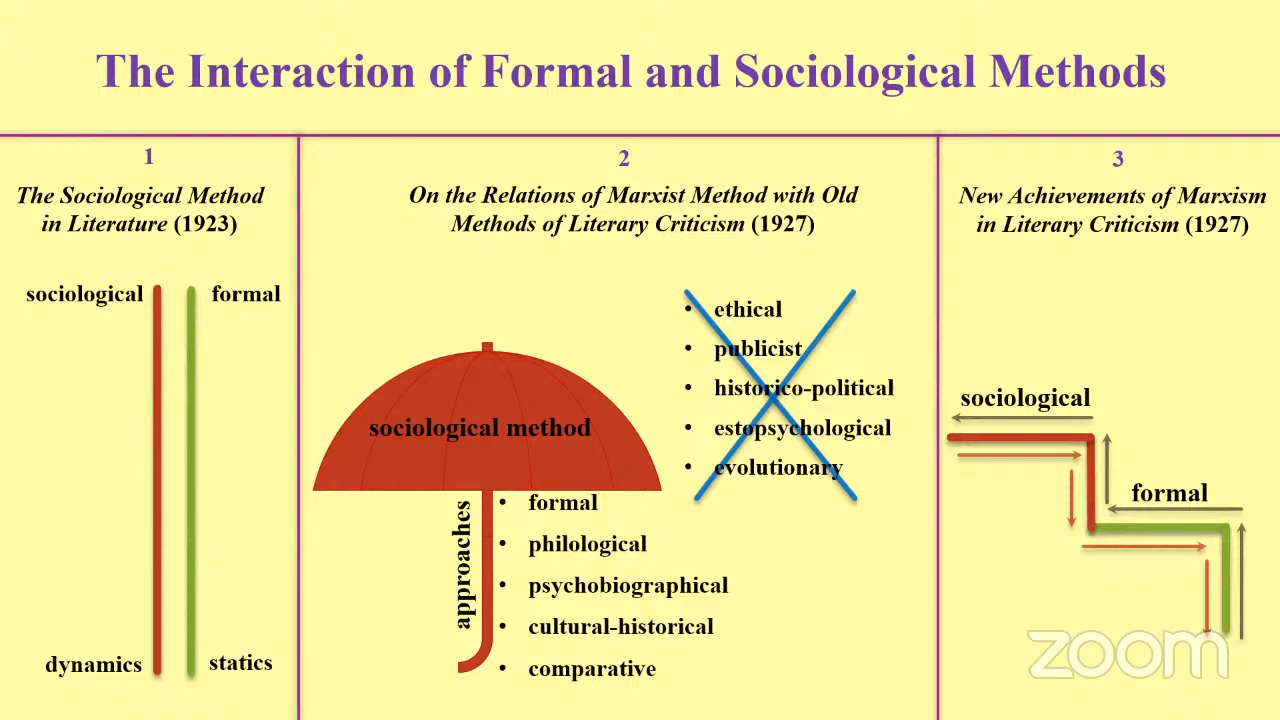 The Interaction of Formal and Sociological Methods
1
The Sociological Method
in Literature (1923)
sociological
formal
dynamics
statics
2
On the Relations of Marxist Method with Old
Methods of Literary Criticism (1927)
• ethical
• publicist
• historico-political
• estopsychological
• evolutionary
sociological method
approaches
• formal
• philological
• psychobiographical
• cultural-historical
• comparative
3
New Achievements of Marxism
in Literary Criticism (1927)
sociological
formal
zoom